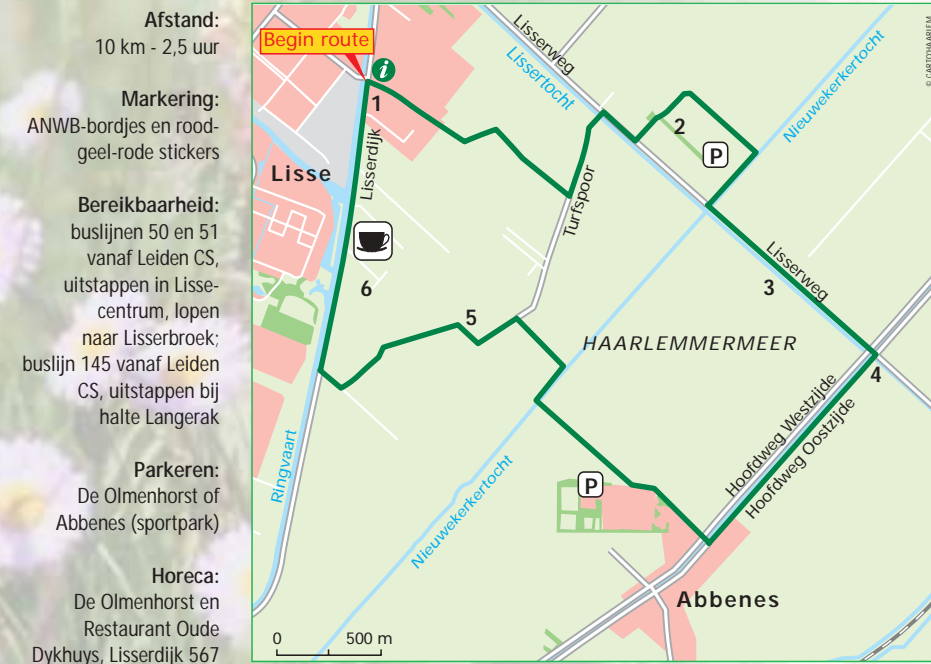 Afstand:
10 km - 2,5 uur
Markering:
ANWB-bordjes en rood-
geel-rode stickers
Bereikbaarheid:
buslijnen 50 en 51
vanaf Leiden CS,
uitstappen in Lisse-
centrum, lopen
naar Lisserbroek;
buslijn 145 vanaf Leiden
CS, uitstappen bij
halte Langerak
Parkeren:
De Olmenhorst of
Abbenes (sportpark)
Horeca:
De Olmenhorst en
Restaurant Oude
Dykhuys, Lisserdijk 567
Begin route
i
1
Lisse
Lisserdijk
6
5
Ringvaart
Lisserweg
Lissertocht
Turfspoor
2
P
Nieuwekerkertocht
© CARTO HAARLEM
Lisserweg
3
HAARLEMMERMEER
4
Hoofdweg Westzijde
Hoofdweg Oostzijde
Nieuwekerkertocht
P
Abbenes
0 500 m